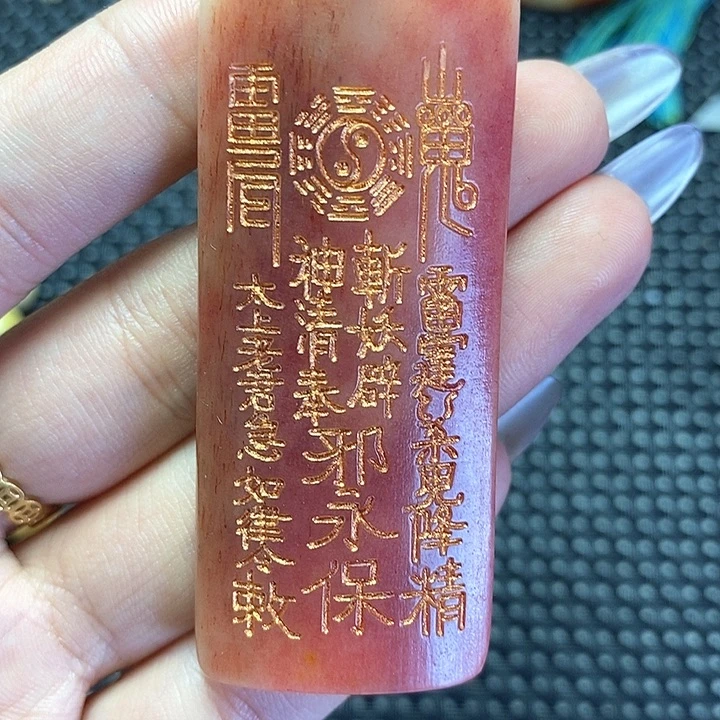 雷霆殺鬼降精
斬妖辟邪永保
神清奉
太上老君急如律令敕